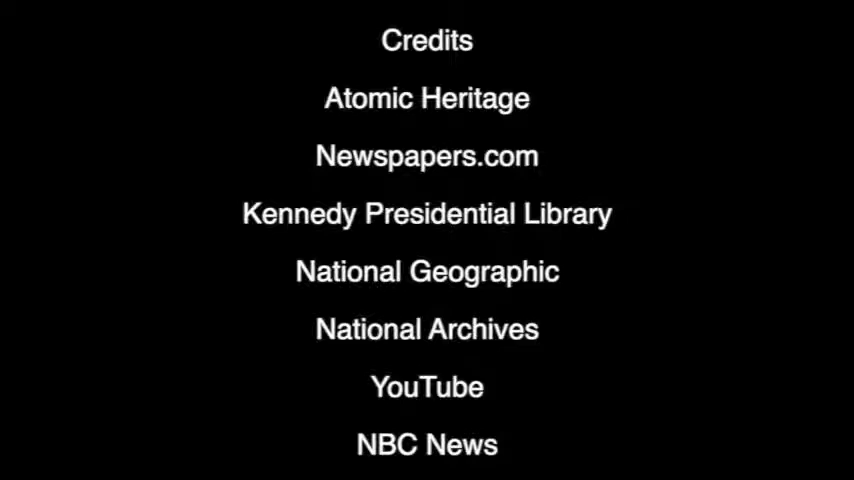 Credits
Atomic Heritage
Newspapers.com
Kennedy Presidential Library
National Geographic
National Archives
YouTube
NBC News